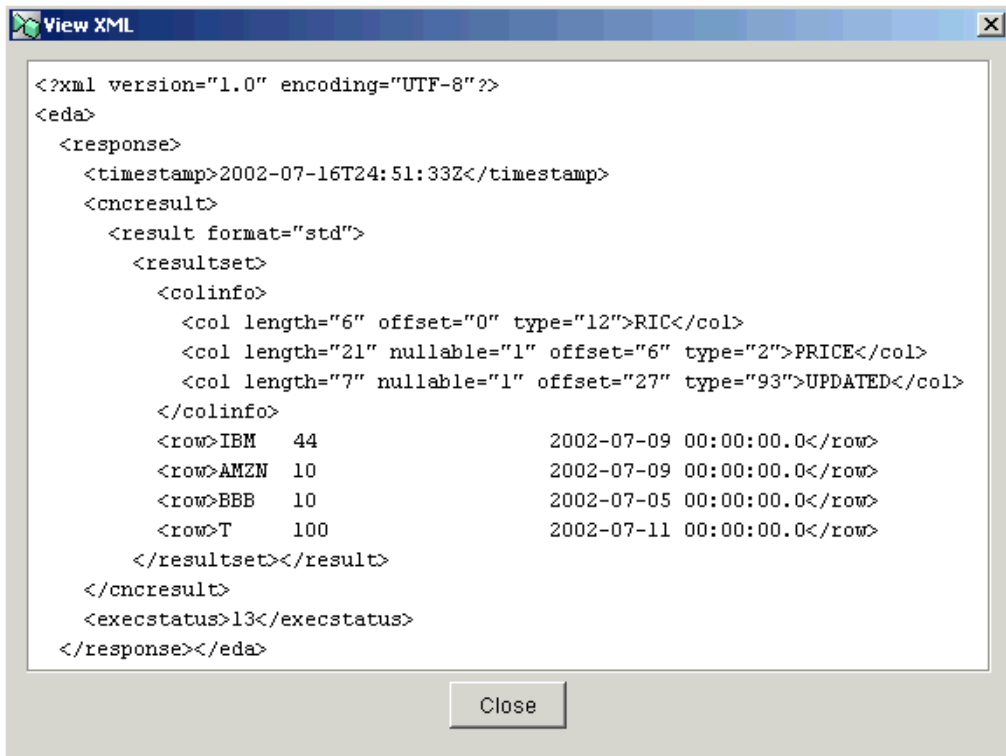 View XML
<?xml version="1.0" encoding="UTF-8"?>
<eda>
  <response>
    <timestamp>2002-07-16T24:51:33Z</timestamp>
    <cncresult>
      <result format="std">
        <resultset>
          <colinfo>
            <col length="6" offset="0" type="12">RIC</col>
            <col length="21" nullable="1" offset="6" type="2">PRICE</col>
            <col length="7" nullable="1" offset="27" type="93">UPDATED</col>
          </colinfo>
          <row>IBM   44                   2002-07-09 00:00:00.0</row>
          <row>AMZN  10                   2002-07-09 00:00:00.0</row>
          <row>BBB   10                   2002-07-05 00:00:00.0</row>
          <row>T     100                  2002-07-11 00:00:00.0</row>
        </resultset></result>
    </cncresult>
    <execstatus>13</execstatus>
  </response></eda>
Close